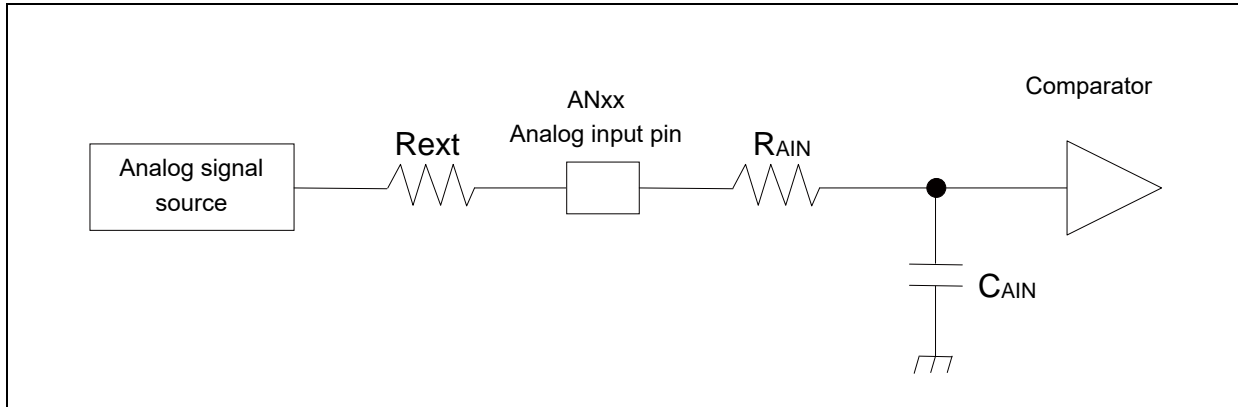 Comparator
ANxx
Analog input pin
Analog signal
source
Rext
RAIN
CAIN